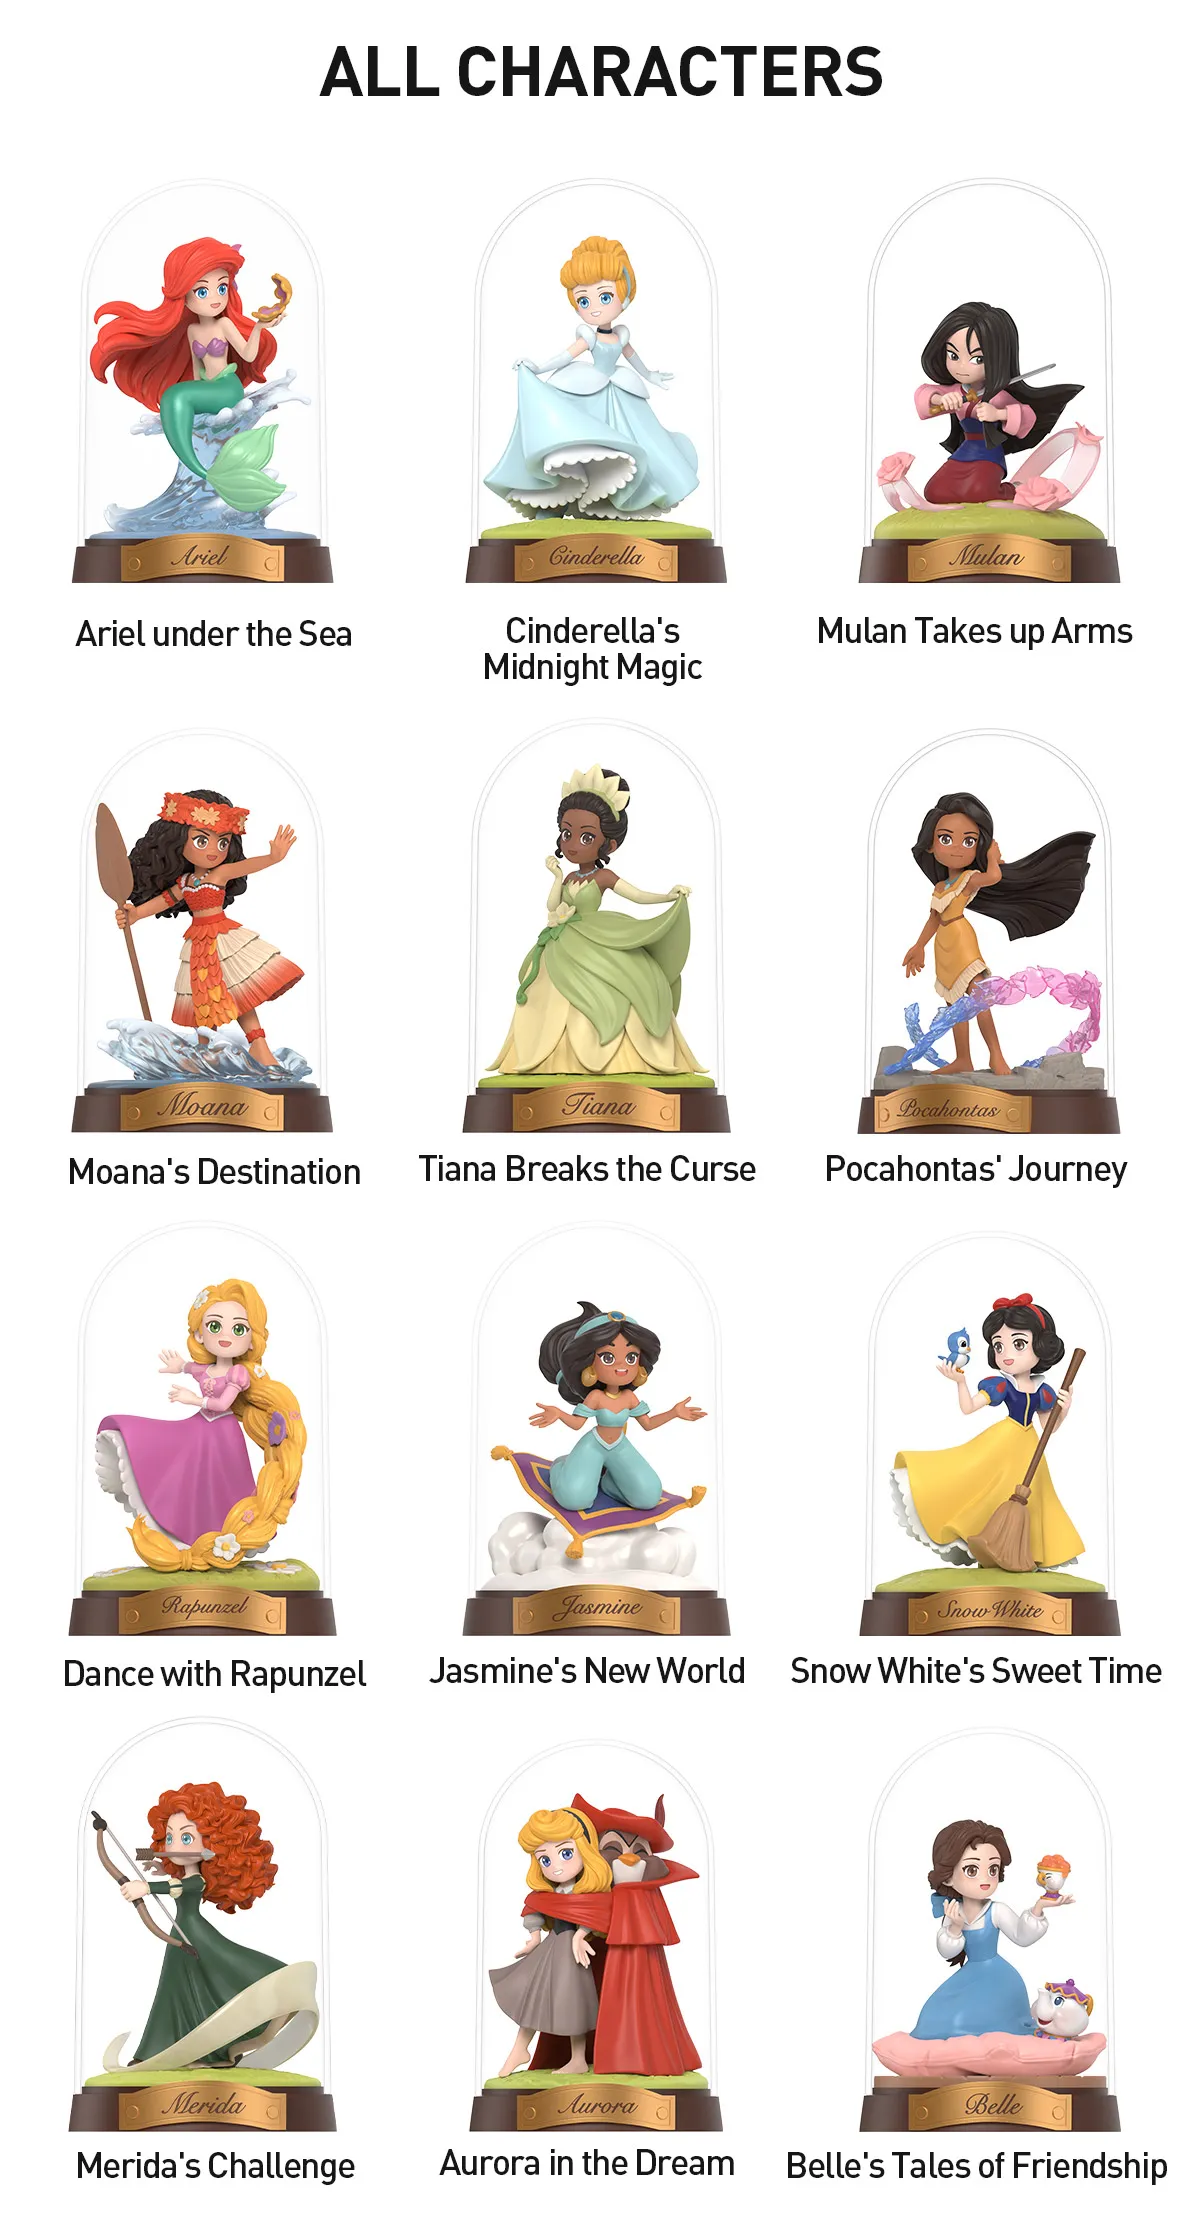 ALL CHARACTERS
Ariel
Cinderella
Mulan
Ariel under the Sea
Cinderella's
Midnight Magic
Mulan Takes up Arms
Moana
Tiana
Pocahontas
Moana's Destination
Tiana Breaks the Curse
Pocahontas' Journey
Rapunzel
Jasmine
Snow White
Dance with Rapunzel
Jasmine's New World
Snow White's Sweet Time
Merida
Aurora
Belle
Merida's Challenge
Aurora in the Dream
Belle's Tales of Friendship